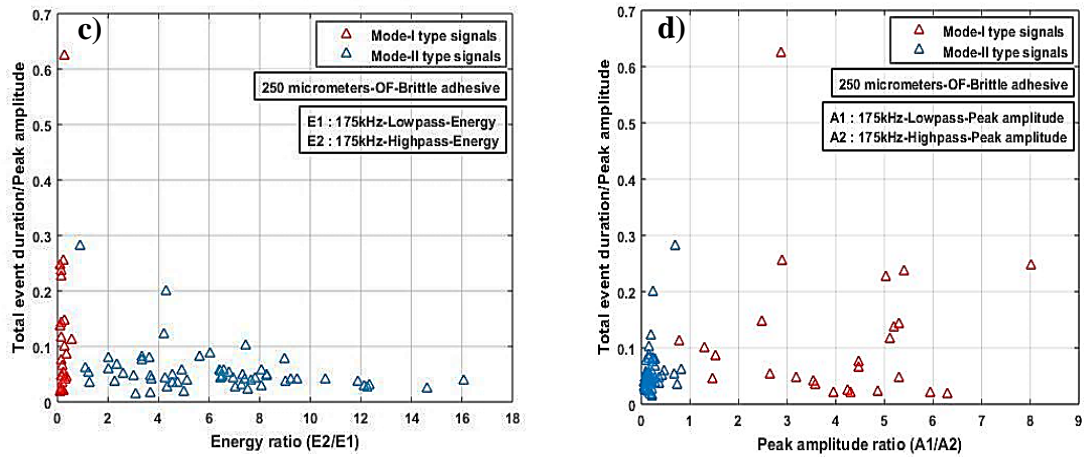 c)
Mode-I type signals
Mode-II type signals
250 micrometers-OF-Brittle adhesive
E1 : 175kHz-Lowpass-Energy
E2 : 175kHz-Highpass-Energy
Total event duration/Peak amplitude
0.7
0.6
0.5
0.4
0.3
0.2
0.1
0
0 2 4 6 8 10 12 14 16 18
Energy ratio (E2/E1)
d)
Mode-I type signals
Mode-II type signals
250 micrometers-OF-Brittle adhesive
A1 : 175kHz-Lowpass-Peak amplitude
A2 : 175kHz-Highpass-Peak amplitude
Total event duration/Peak amplitude
0.7
0.6
0.5
0.4
0.3
0.2
0.1
0
0 1 2 3 4 5 6 7 8 9
Peak amplitude ratio (A1/A2)